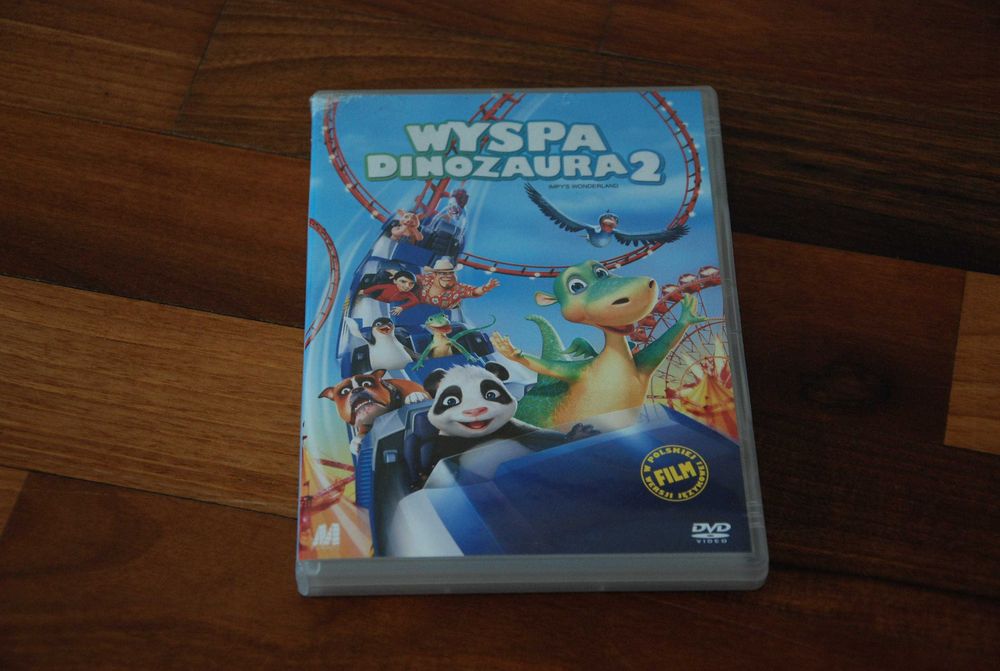 WYSPA
DINOZAURA 2
IMPY'S WONDERLAND
W POLSKIEJ
FILM
WERSJI JĘZYKOWEJ
M
DVD
VIDEO